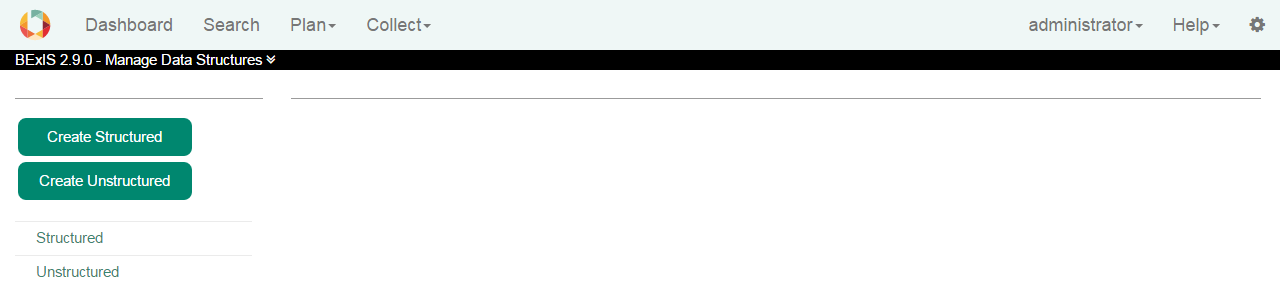 Dashboard Search Plan Collect administrator Help
BExIS 2.9.0 - Manage Data Structures
Create Structured
Create Unstructured
Structured
Unstructured